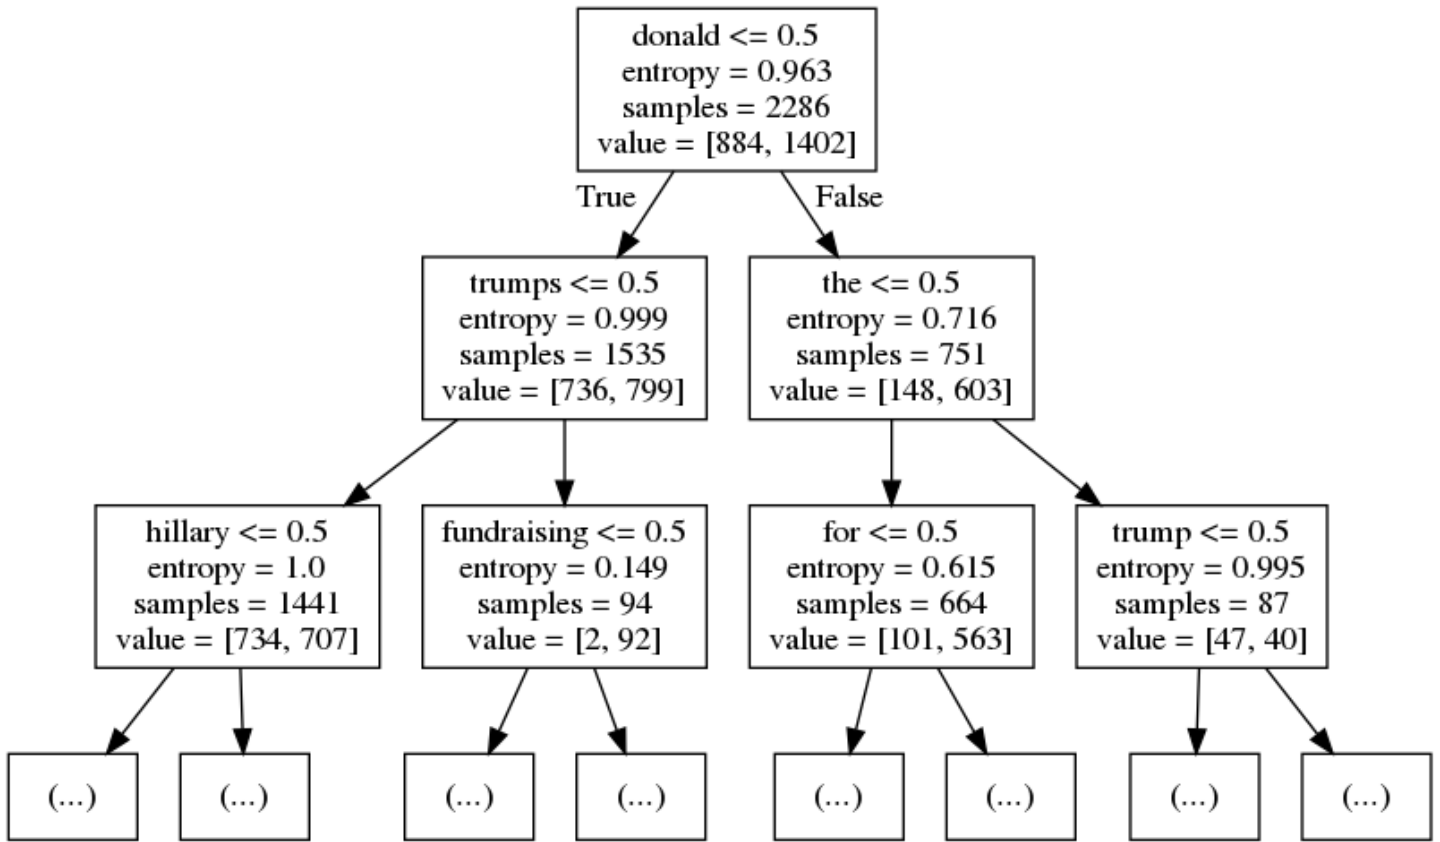 donald <= 0.5
entropy = 0.963
samples = 2286
value = [884, 1402]
True
False
trumps <= 0.5
entropy = 0.999
samples = 1535
value = [736, 799]
the <= 0.5
entropy = 0.716
samples = 751
value = [148, 603]
hillary <= 0.5
entropy = 1.0
samples = 1441
value = [734, 707]
fundraising <= 0.5
entropy = 0.149
samples = 94
value = [2, 92]
for <= 0.5
entropy = 0.615
samples = 664
value = [101, 563]
trump <= 0.5
entropy = 0.995
samples = 87
value = [47, 40]
(...)
(...)
(...)
(...)
(...)
(...)
(...)
(...)